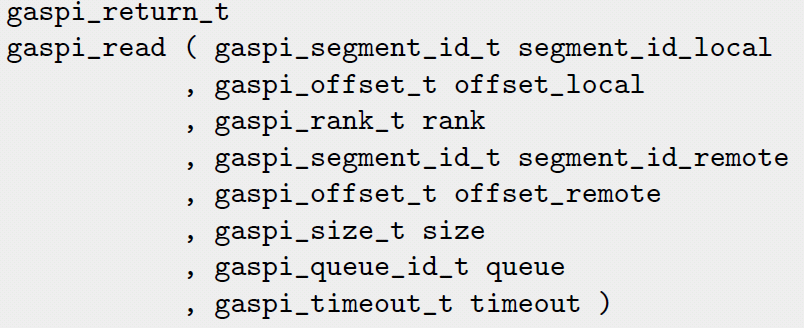 gaspi_return_t
gaspi_read ( gaspi_segment_id_t segment_id_local
, gaspi_offset_t offset_local
, gaspi_rank_t rank
, gaspi_segment_id_t segment_id_remote
, gaspi_offset_t offset_remote
, gaspi_size_t size
, gaspi_queue_id_t queue
, gaspi_timeout_t timeout )